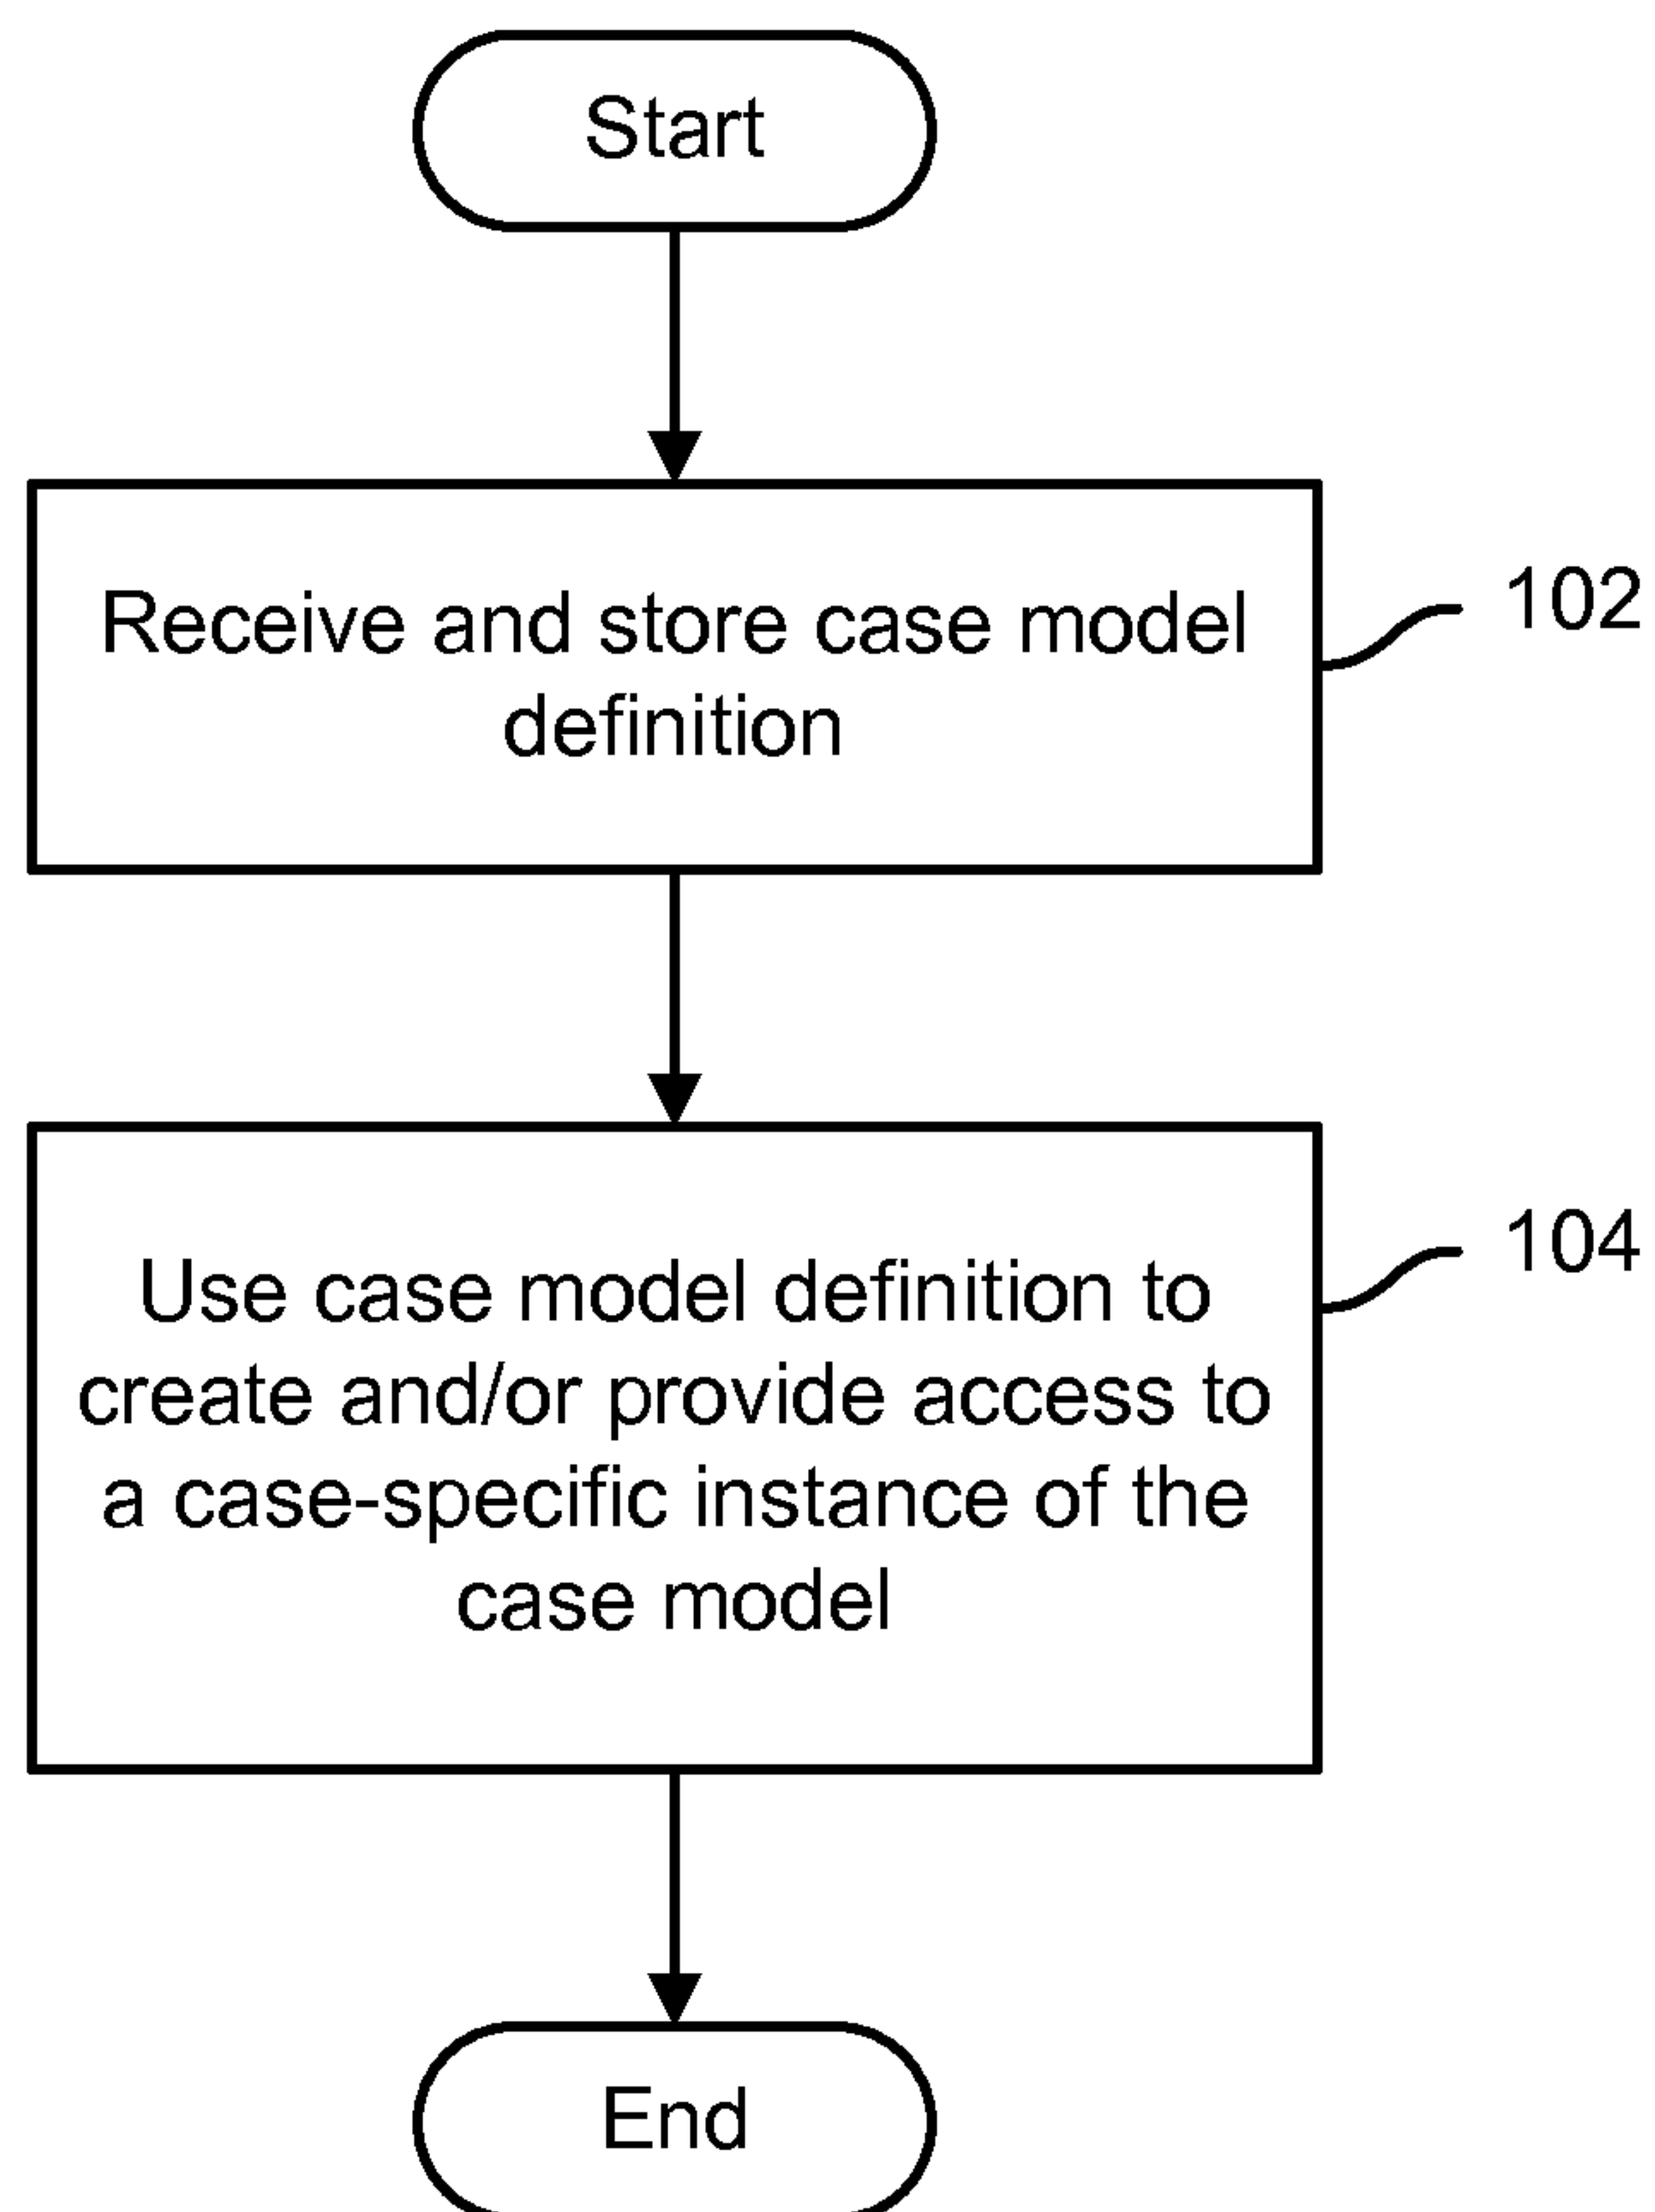 Start
Receive and store case model
definition
102
Use case model definition to
create and/or provide access to
a case-specific instance of the
case model
104
End